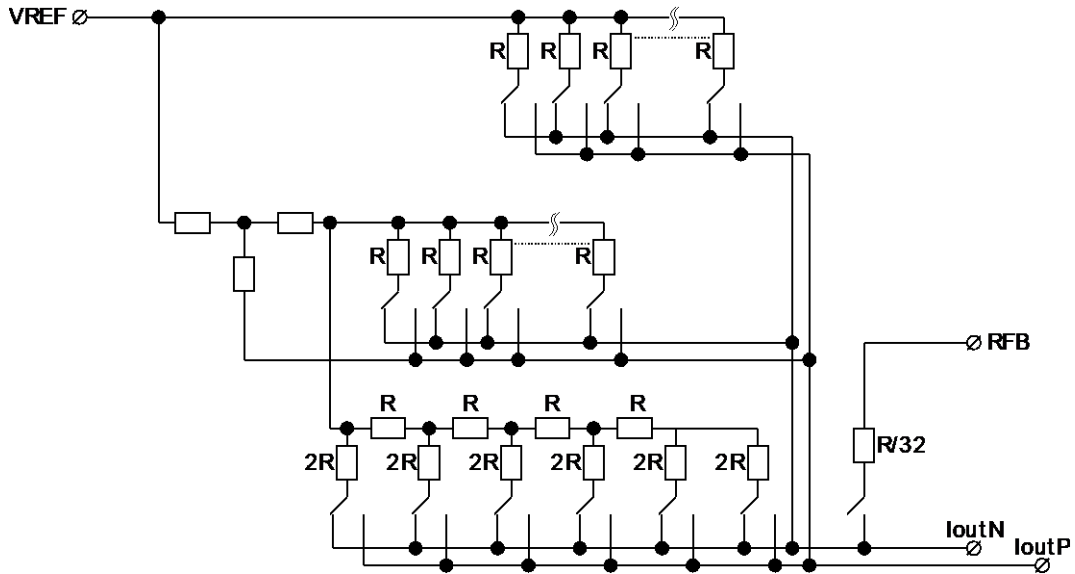 VREF
R R R R
R R R R
RFB
R R R R
2R 2R 2R 2R 2R 2R R/32
IoutN
IoutP